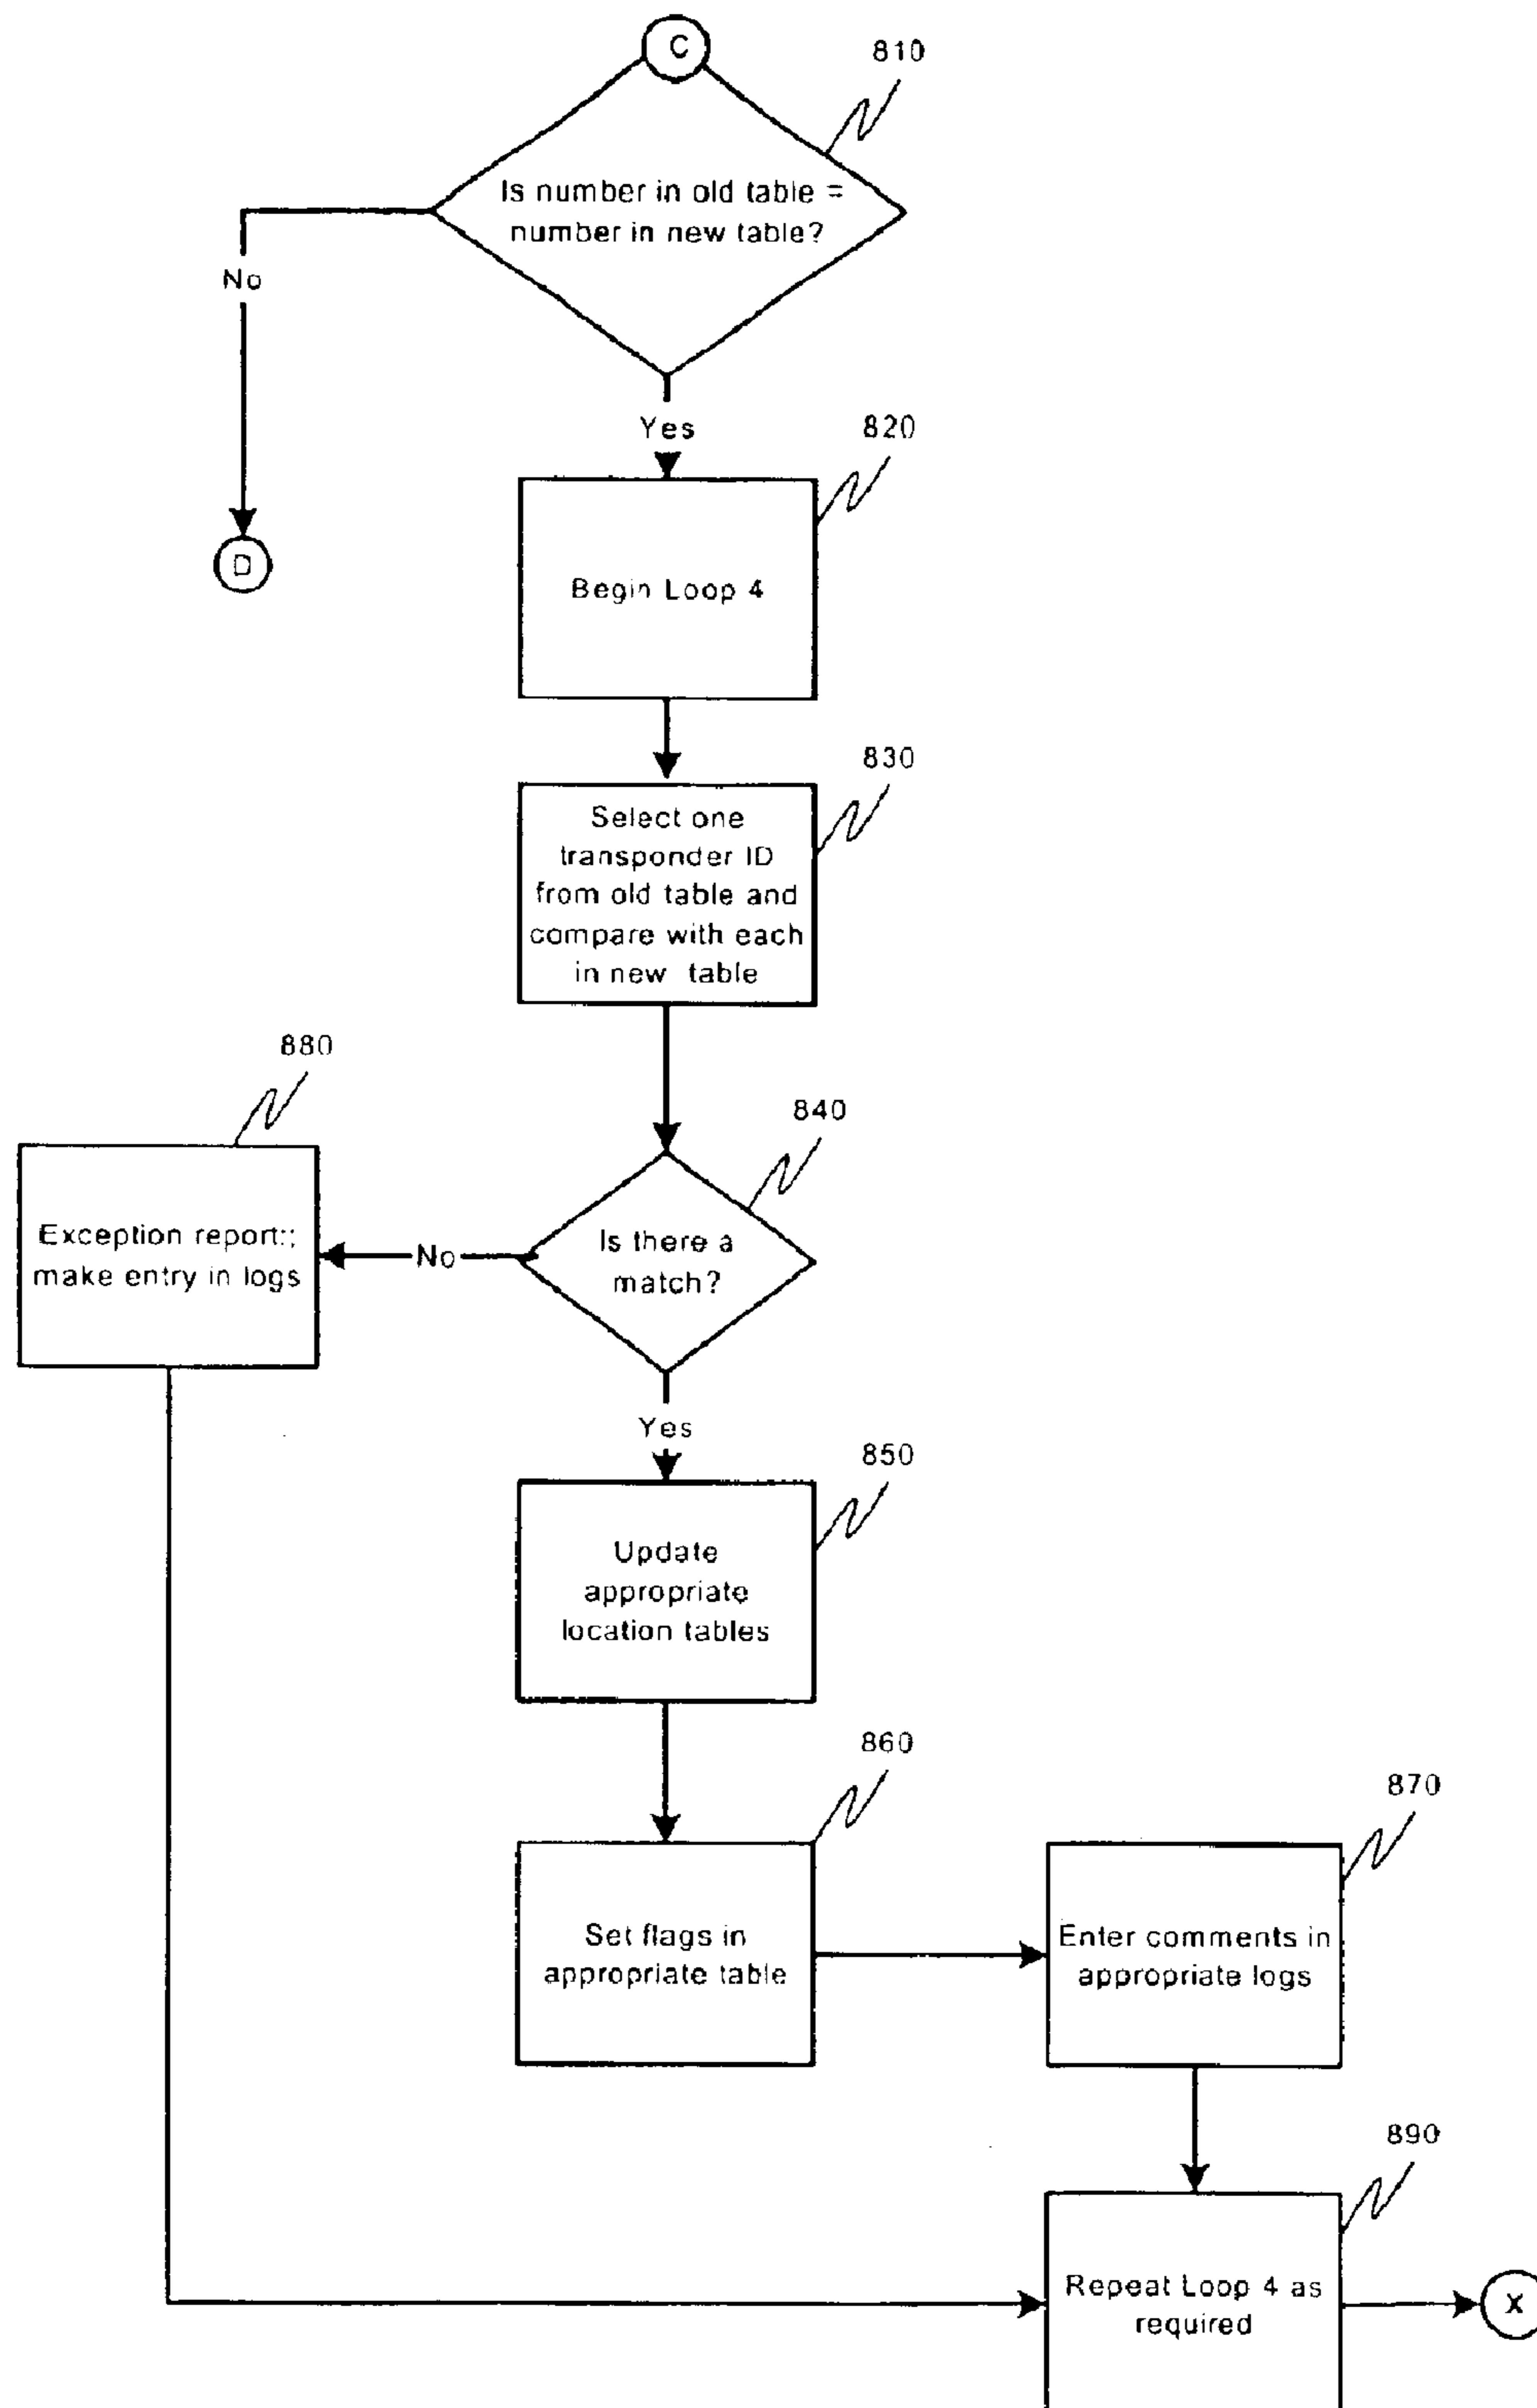 C
810
Is number in old table =
number in new table?
No
Yes
820
D
Begin Loop 4
830
Select one
transponder ID
from old table and
compare with each
in new table
880
840
Exception report:;
make entry in logs
No
Is there a
match?
Yes
850
Update
appropriate
location tables
860
870
Set flags in
appropriate table
Enter comments in
appropriate logs
890
Repeat Loop 4 as
required
X